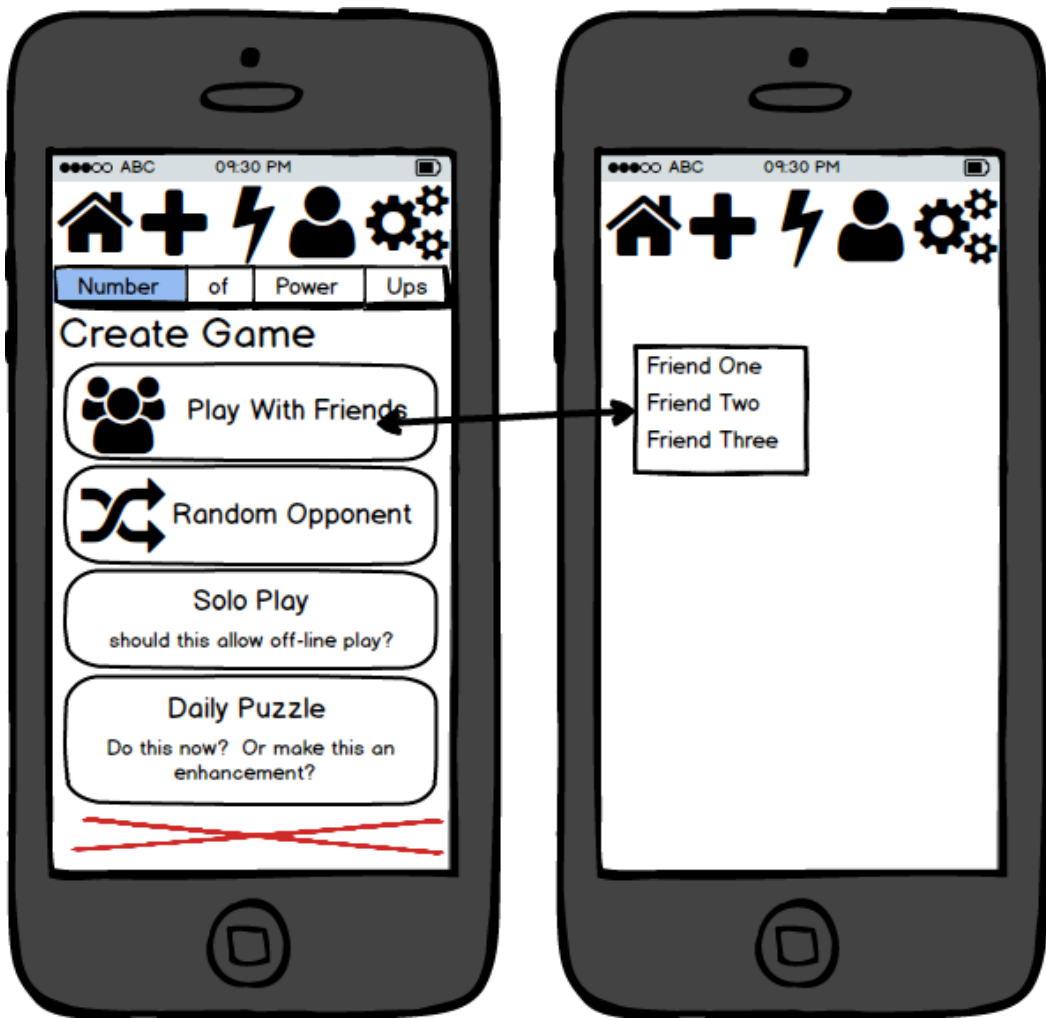 ●●●○○ ABC 09:30 PM
Number of Power Ups
Create Game
Play With Friends
Random Opponent
Solo Play
should this allow off-line play?
Daily Puzzle
Do this now? Or make this an
enhancement?
●●●○○ ABC 09:30 PM
Friend One
Friend Two
Friend Three